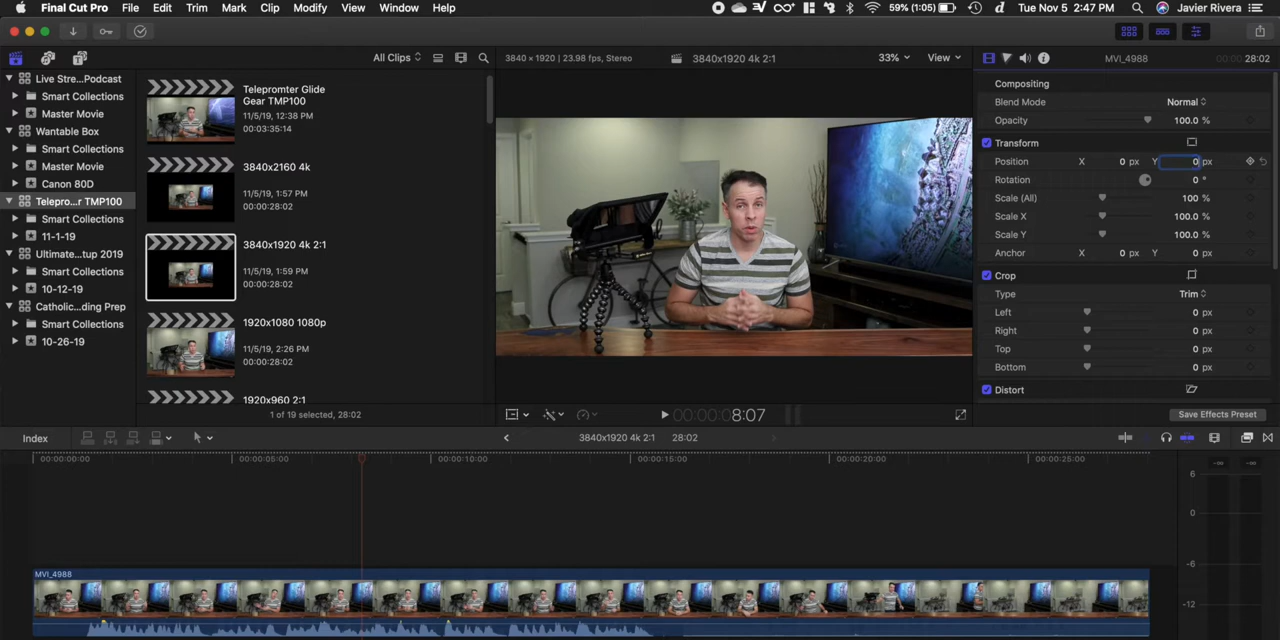 Final Cut Pro File Edit Trim Mark Clip Modify View Window Help 59% (1:05) Tue Nov 5 2:47 PM Javier Rivera
All Clips 3840 × 1920 | 23.98 fps, Stereo 3840x1920 4k 2:1 33% View MVI_4988 00:00:28:02
Live Stre...Podcast
Smart Collections
Master Movie
Wantable Box
Smart Collections
Master Movie
Canon 80D
Telepro...r TMP100
Smart Collections
11-1-19
Ultimate...tup 2019
Smart Collections
10-12-19
Catholic...ding Prep
Smart Collections
10-26-19
Telepromter Glide
Gear TMP100
11/5/19, 12:38 PM
00:03:35:14
3840x2160 4k
11/5/19, 1:57 PM
00:00:28:02
3840x1920 4k 2:1
11/5/19, 1:59 PM
00:00:28:02
1920x1080 1080p
11/5/19, 2:26 PM
00:00:28:02
1920x960 2:1
1 of 19 selected, 28:02
00:00:00:8:07
Compositing
Blend Mode Normal
Opacity 100.0 %
Transform
Position X 0 px Y 0 px
Rotation 0 °
Scale (All) 100 %
Scale X 100.0 %
Scale Y 100.0 %
Anchor X 0 px Y 0 px
Crop
Type Trim
Left 0 px
Right 0 px
Top 0 px
Bottom 0 px
Distort
Save Effects Preset
Index 3840x1920 4k 2:1 28:02
00:00:00:00 00:00:05:00 00:00:10:00 00:00:15:00 00:00:20:00 00:00:25:00
-∞ -∞
6
0
-6
-12
MVI_4988